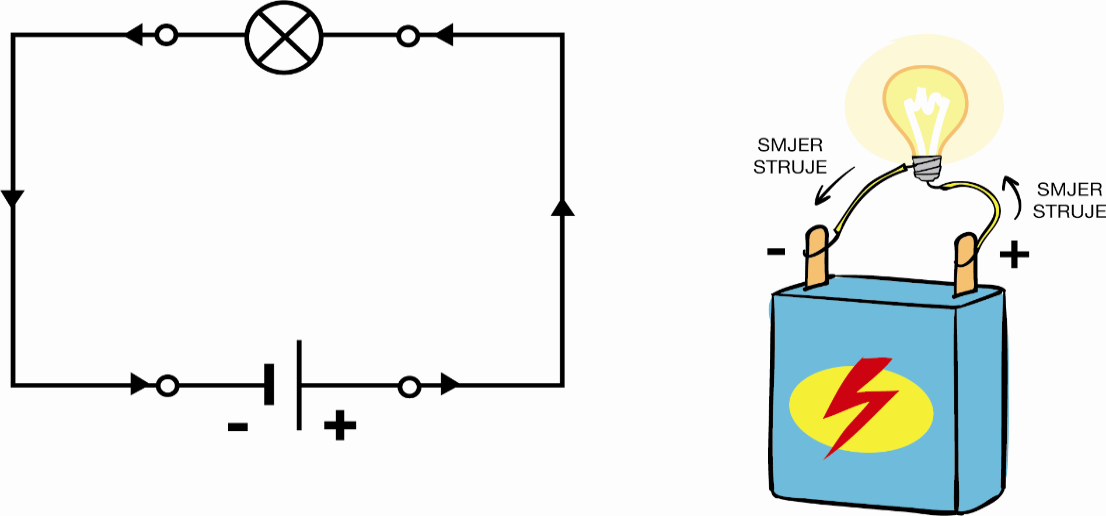 -
+
SMJER
STRUJE
SMJER
STRUJE
-
+